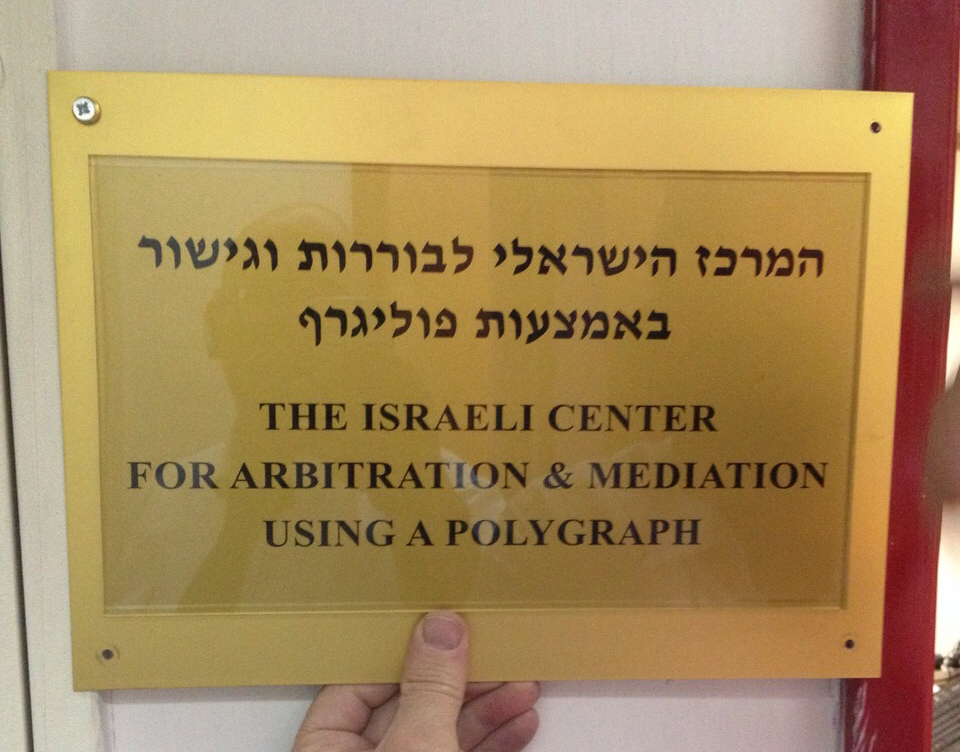 המרכז הישראלי לבוררות וגישור
באמצעות פוליגרף
THE ISRAELI CENTER
FOR ARBITRATION & MEDIATION
USING A POLYGRAPH